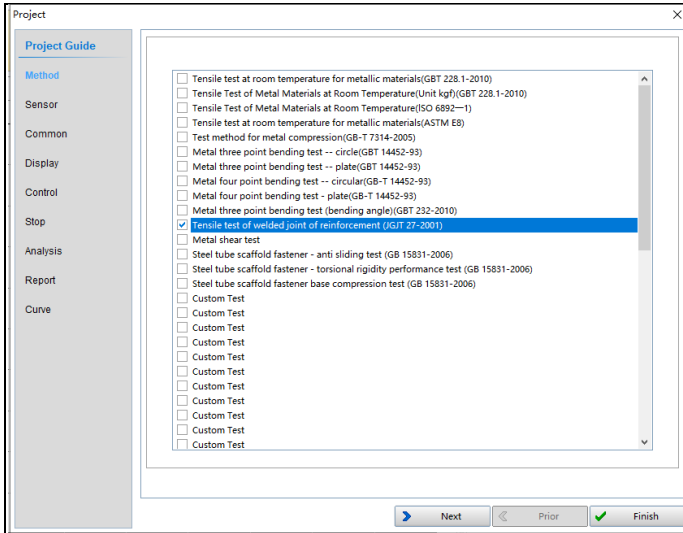 Project
Project Guide
Method
Sensor
Common
Display
Control
Stop
Analysis
Report
Curve
Tensile test at room temperature for metallic materials(GBT 228.1-2010)
Tensile Test of Metal Materials at Room Temperature(Unit kgf)(GBT 228.1-2010)
Tensile Test of Metal Materials at Room Temperature(ISO 6892—1)
Tensile test at room temperature for metallic materials(ASTM E8)
Test method for metal compression(GB-T 7314-2005)
Metal three point bending test -- circle(GBT 14452-93)
Metal three point bending test -- plate(GBT 14452-93)
Metal four point bending test -- circular(GB-T 14452-93)
Metal four point bending test - plate(GB-T 14452-93)
Metal three point bending test (bending angle)(GBT 232-2010)
Tensile test of welded joint of reinforcement (JGJT 27-2001)
Metal shear test
Steel tube scaffold fastener - anti sliding test (GB 15831-2006)
Steel tube scaffold fastener - torsional rigidity performance test (GB 15831-2006)
Steel tube scaffold fastener base compression test (GB 15831-2006)
Custom Test
Custom Test
Custom Test
Custom Test
Custom Test
Custom Test
Custom Test
Custom Test
Custom Test
Custom Test
Custom Test
Next
Prior
Finish